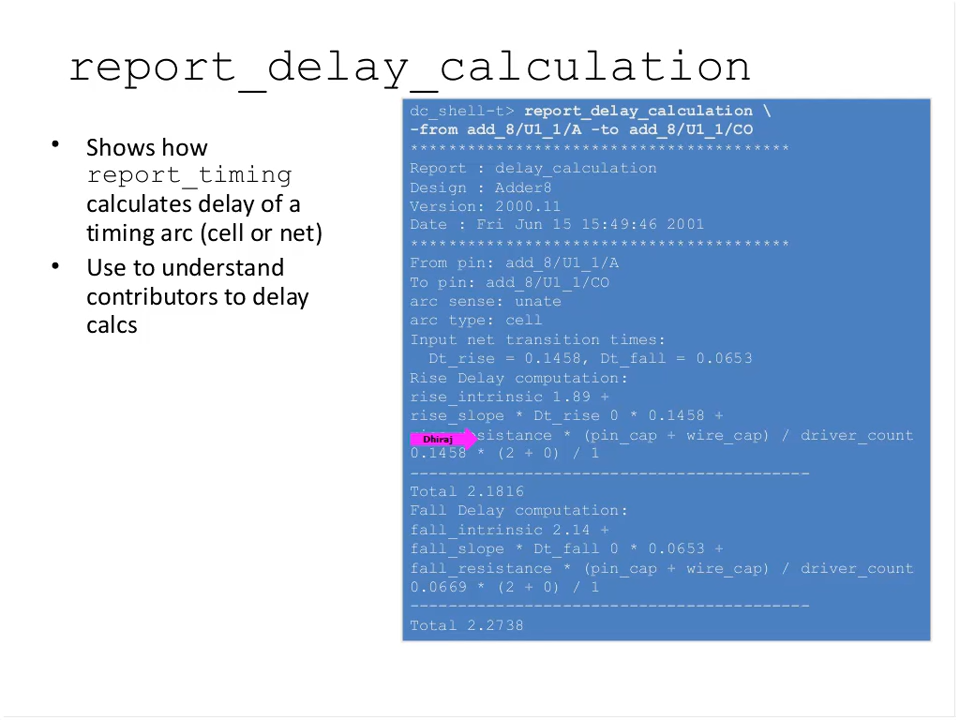 report_delay_calculation
• Shows how
report_timing
calculates delay of a
timing arc (cell or net)
• Use to understand
contributors to delay
calcs
dc_shell-t> report_delay_calculation \
-from add_8/U1_1/A -to add_8/U1_1/CO
****************************************
Report : delay_calculation
Design : Adder8
Version: 2000.11
Date : Fri Jun 15 15:49:46 2001
****************************************
From pin: add_8/U1_1/A
To pin: add_8/U1_1/CO
arc sense: unate
arc type: cell
Input net transition times:
Dt_rise = 0.1458, Dt_fall = 0.0653
Rise Delay computation:
rise_intrinsic 1.89 +
rise_slope * Dt_rise 0 * 0.1458 +
Dhiraj * (pin_cap + wire_cap) / driver_count
0.1458 * (2 + 0) / 1
------------------------------------------
Total 2.1816
Fall Delay computation:
fall_intrinsic 2.14 +
fall_slope * Dt_fall 0 * 0.0653 +
fall_resistance * (pin_cap + wire_cap) / driver_count
0.0669 * (2 + 0) / 1
------------------------------------------
Total 2.2738